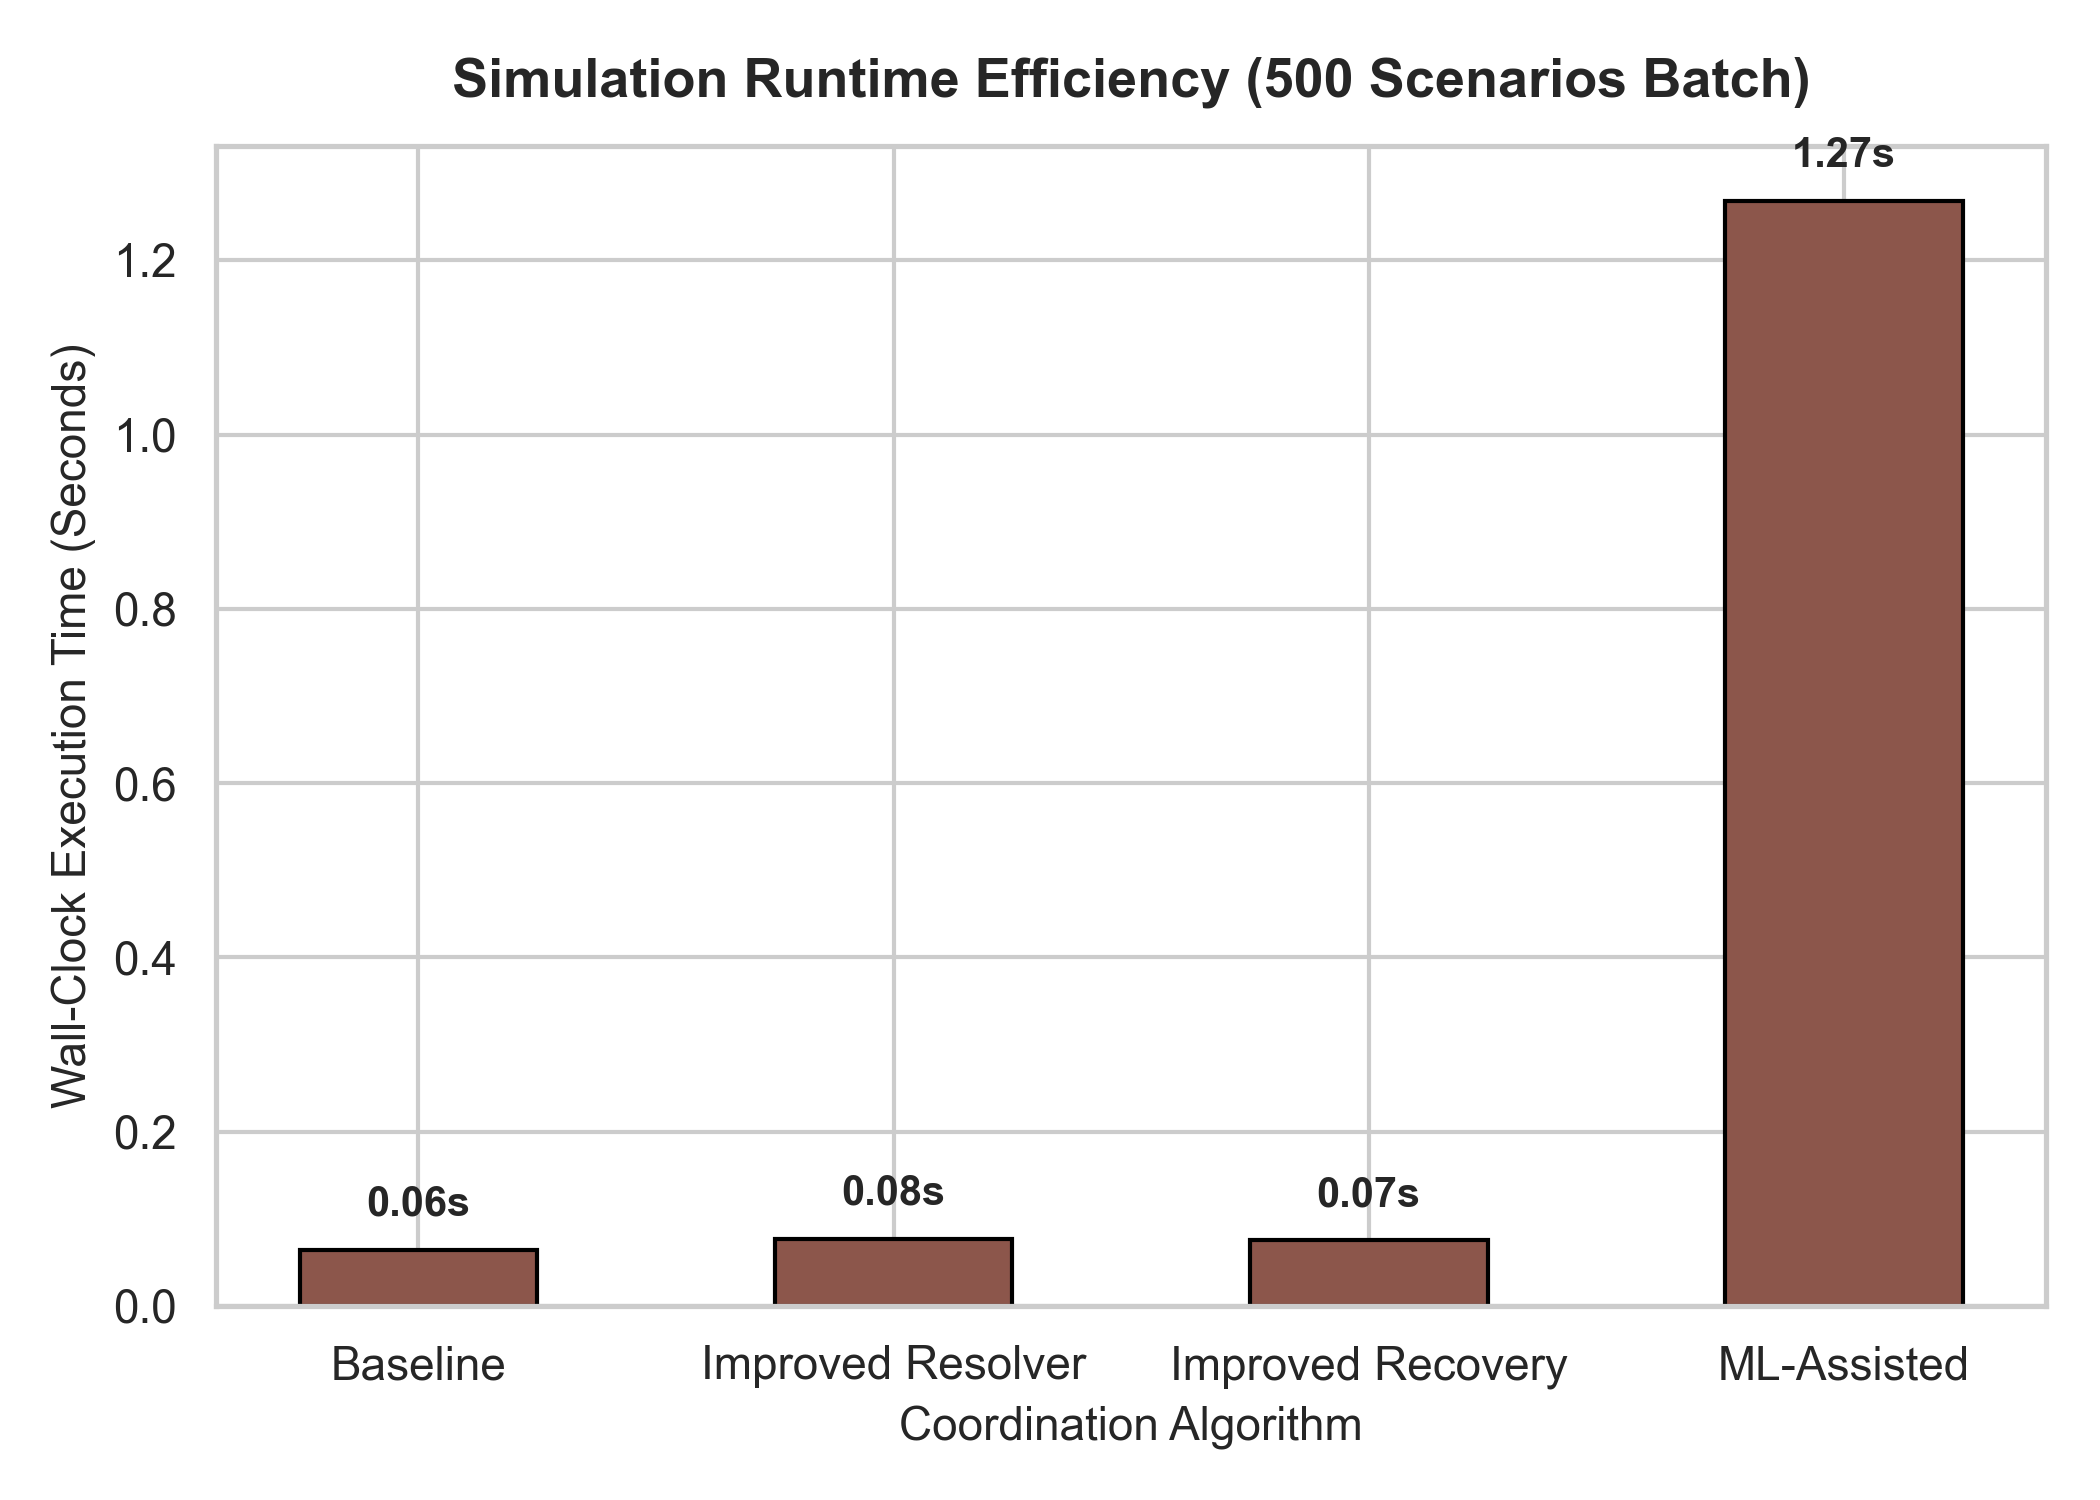 Simulation Runtime Efficiency (500 Scenarios Batch)
1.27s
1.2
1.0
0.8
0.6
0.4
0.2
0.0
Wall-Clock Execution Time (Seconds)
0.06s
0.08s
0.07s
Baseline
Improved Resolver
Improved Recovery
ML-Assisted
Coordination Algorithm